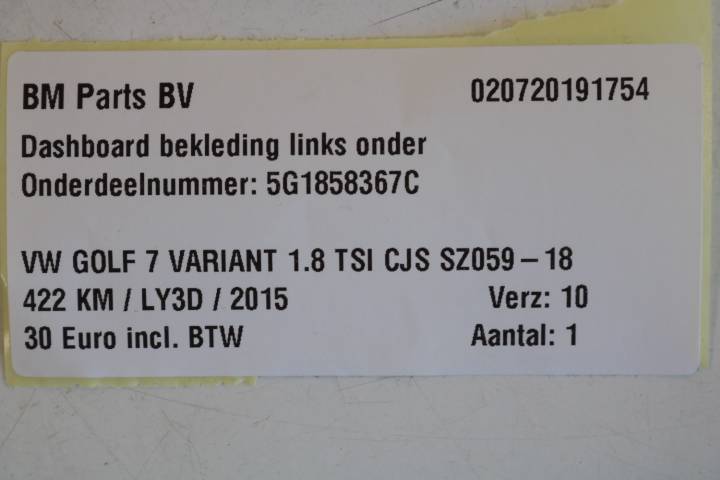 BM Parts BV 020720191754
Dashboard bekleding links onder
Onderdeelnummer: 5G1858367C
VW GOLF 7 VARIANT 1.8 TSI CJS SZ059-18
422 KM / LY3D / 2015 Verz: 10
30 Euro incl. BTW Aantal: 1